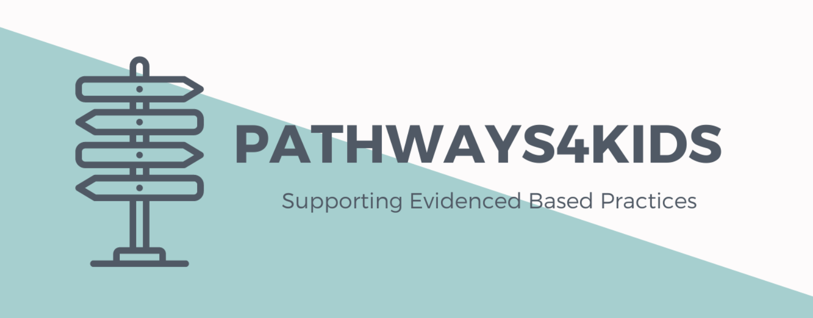 PATHWAYS4KIDS
Supporting Evidenced Based Practices